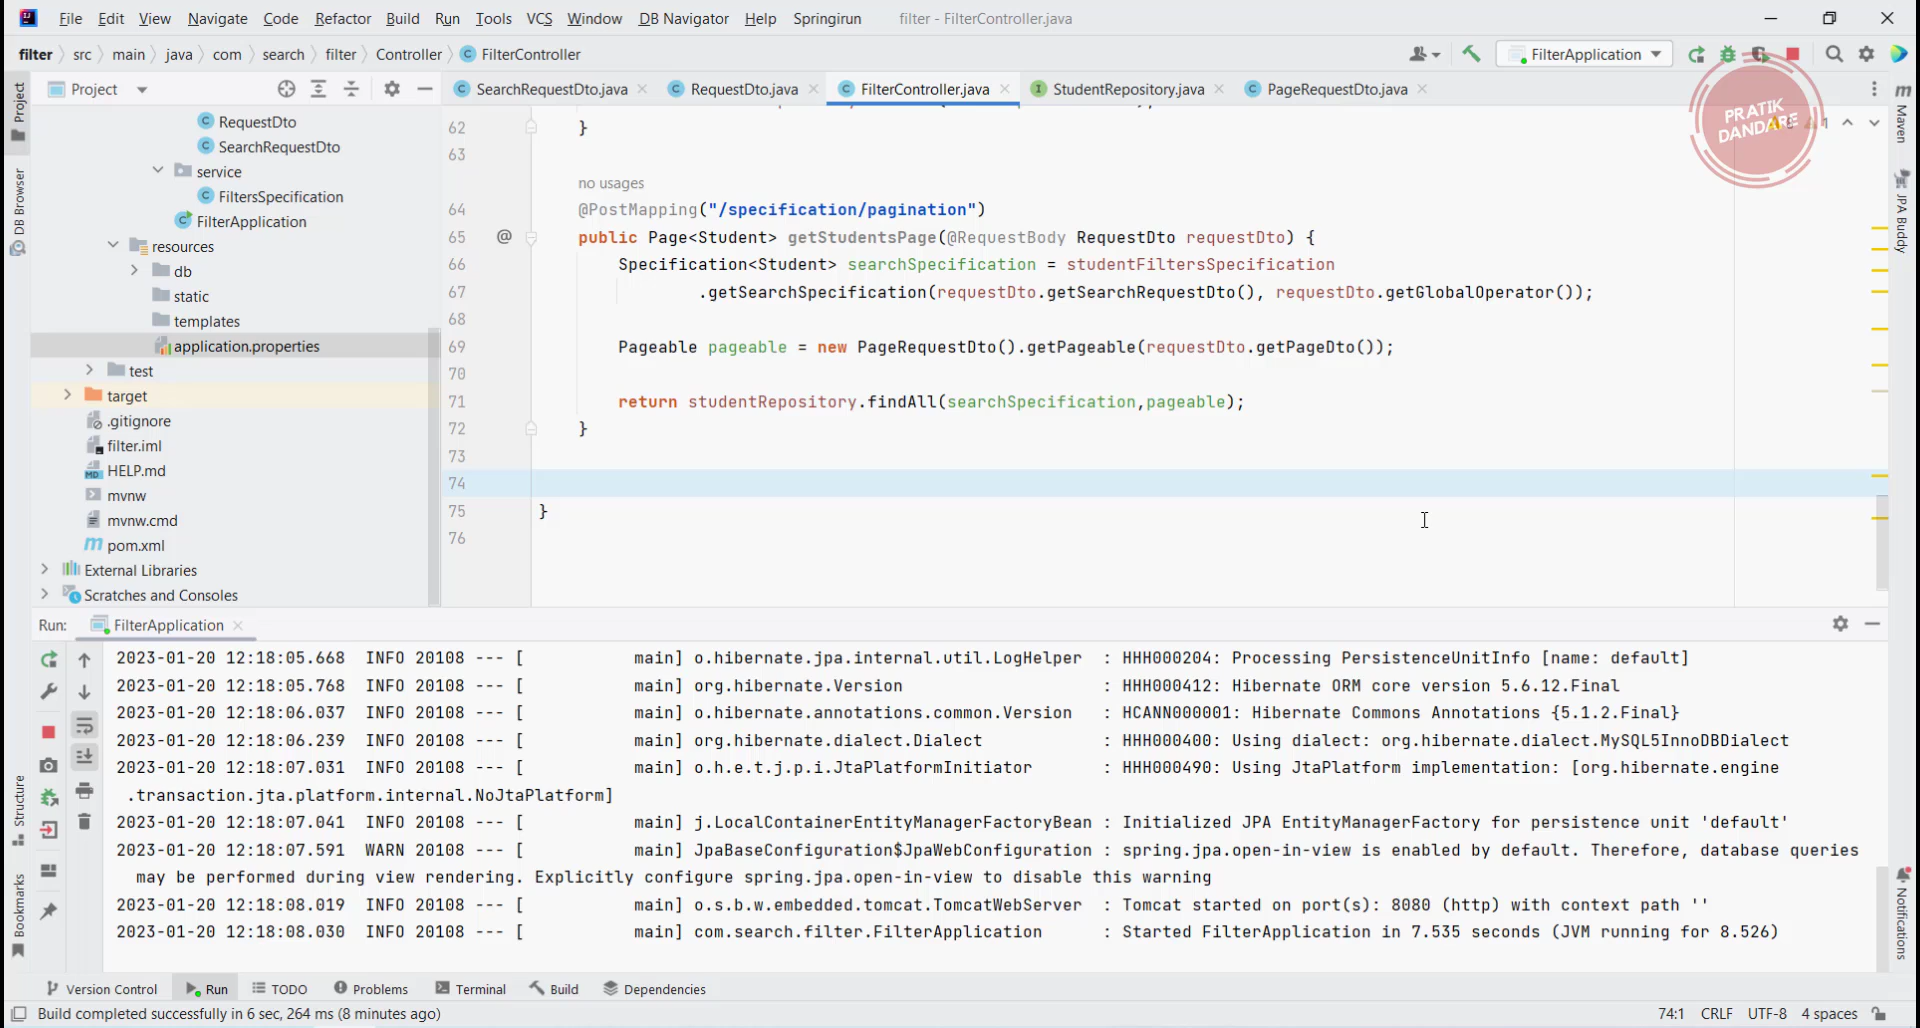 File Edit View Navigate Code Refactor Build Run Tools VCS Window DB Navigator Help Springirun filter - FilterController.java
filter src main java com search filter Controller FilterController
FilterApplication
Project
SearchRequestDto.java RequestDto.java FilterController.java StudentRepository.java PageRequestDto.java
PRATIK
DANDARE
Project
DB Browser
Structure
Bookmarks
RequestDto
SearchRequestDto
service
FiltersSpecification
FilterApplication
resources
db
static
templates
application.properties
test
target
.gitignore
filter.iml
HELP.md
mvnw
mvnw.cmd
pom.xml
External Libraries
Scratches and Consoles
62 }
63
no usages
64 @PostMapping("/specification/pagination")
65 @ public Page<Student> getStudentsPage(@RequestBody RequestDto requestDto) {
66 Specification<Student> searchSpecification = studentFiltersSpecification
67 .getSearchSpecification(requestDto.getSearchRequestDto(), requestDto.getGlobalOperator());
68
69 Pageable pageable = new PageRequestDto().getPageable(requestDto.getPageDto());
70
71 return studentRepository.findAll(searchSpecification,pageable);
72 }
73
74
75 }
76
Maven
JPA Buddy
Notifications
Run: FilterApplication
2023-01-20 12:18:05.668 INFO 20108 --- [ main] o.hibernate.jpa.internal.util.LogHelper : HHH000204: Processing PersistenceUnitInfo [name: default]
2023-01-20 12:18:05.768 INFO 20108 --- [ main] org.hibernate.Version : HHH000412: Hibernate ORM core version 5.6.12.Final
2023-01-20 12:18:06.037 INFO 20108 --- [ main] o.hibernate.annotations.common.Version : HCANN000001: Hibernate Commons Annotations {5.1.2.Final}
2023-01-20 12:18:06.239 INFO 20108 --- [ main] org.hibernate.dialect.Dialect : HHH000400: Using dialect: org.hibernate.dialect.MySQL5InnoDBDialect
2023-01-20 12:18:07.031 INFO 20108 --- [ main] o.h.e.t.j.p.i.JtaPlatformInitiator : HHH000490: Using JtaPlatform implementation: [org.hibernate.engine
.transaction.jta.platform.internal.NoJtaPlatform]
2023-01-20 12:18:07.041 INFO 20108 --- [ main] j.LocalContainerEntityManagerFactoryBean : Initialized JPA EntityManagerFactory for persistence unit 'default'
2023-01-20 12:18:07.591 WARN 20108 --- [ main] JpaBaseConfiguration$JpaWebConfiguration : spring.jpa.open-in-view is enabled by default. Therefore, database queries
may be performed during view rendering. Explicitly configure spring.jpa.open-in-view to disable this warning
2023-01-20 12:18:08.019 INFO 20108 --- [ main] o.s.b.w.embedded.tomcat.TomcatWebServer : Tomcat started on port(s): 8080 (http) with context path ''
2023-01-20 12:18:08.030 INFO 20108 --- [ main] com.search.filter.FilterApplication : Started FilterApplication in 7.535 seconds (JVM running for 8.526)
Version Control Run TODO Problems Terminal Build Dependencies
Build completed successfully in 6 sec, 264 ms (8 minutes ago) 74:1 CRLF UTF-8 4 spaces